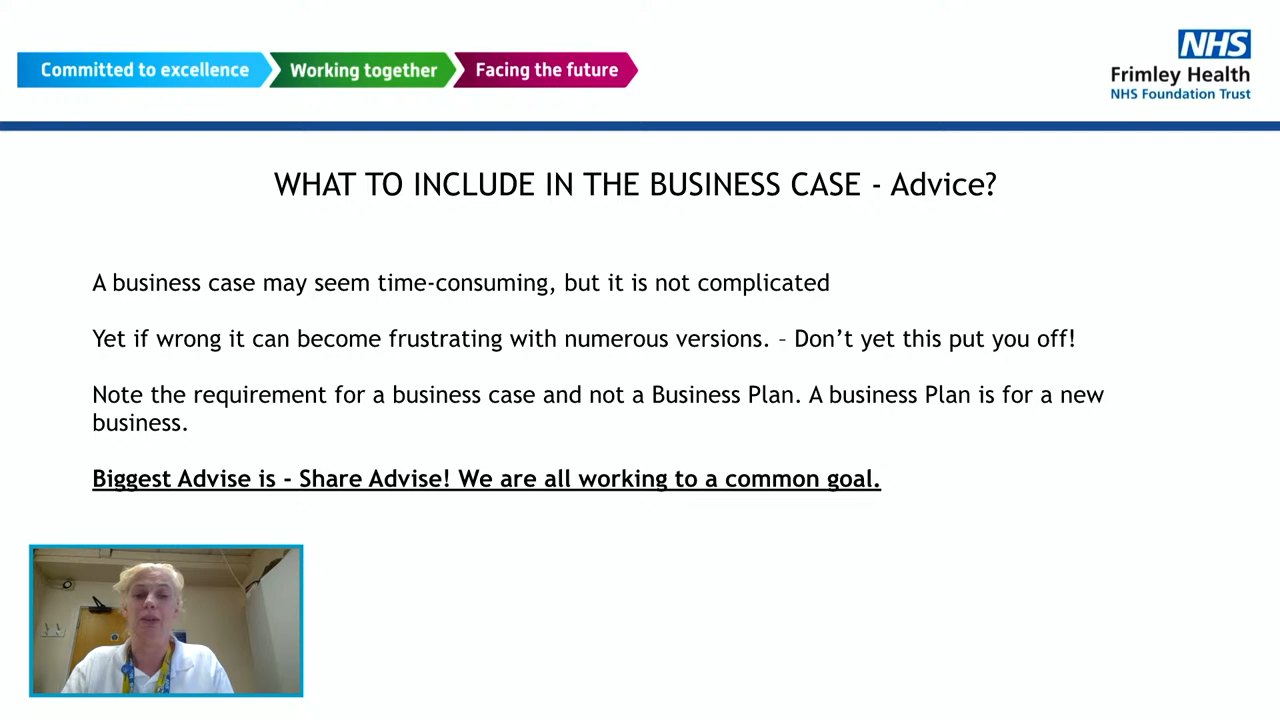 Committed to excellence
Working together
Facing the future
NHS
Frimley Health
NHS Foundation Trust
WHAT TO INCLUDE IN THE BUSINESS CASE - Advice?
A business case may seem time-consuming, but it is not complicated
Yet if wrong it can become frustrating with numerous versions. – Don’t yet this put you off!
Note the requirement for a business case and not a Business Plan. A business Plan is for a new
business.
Biggest Advise is - Share Advise! We are all working to a common goal.